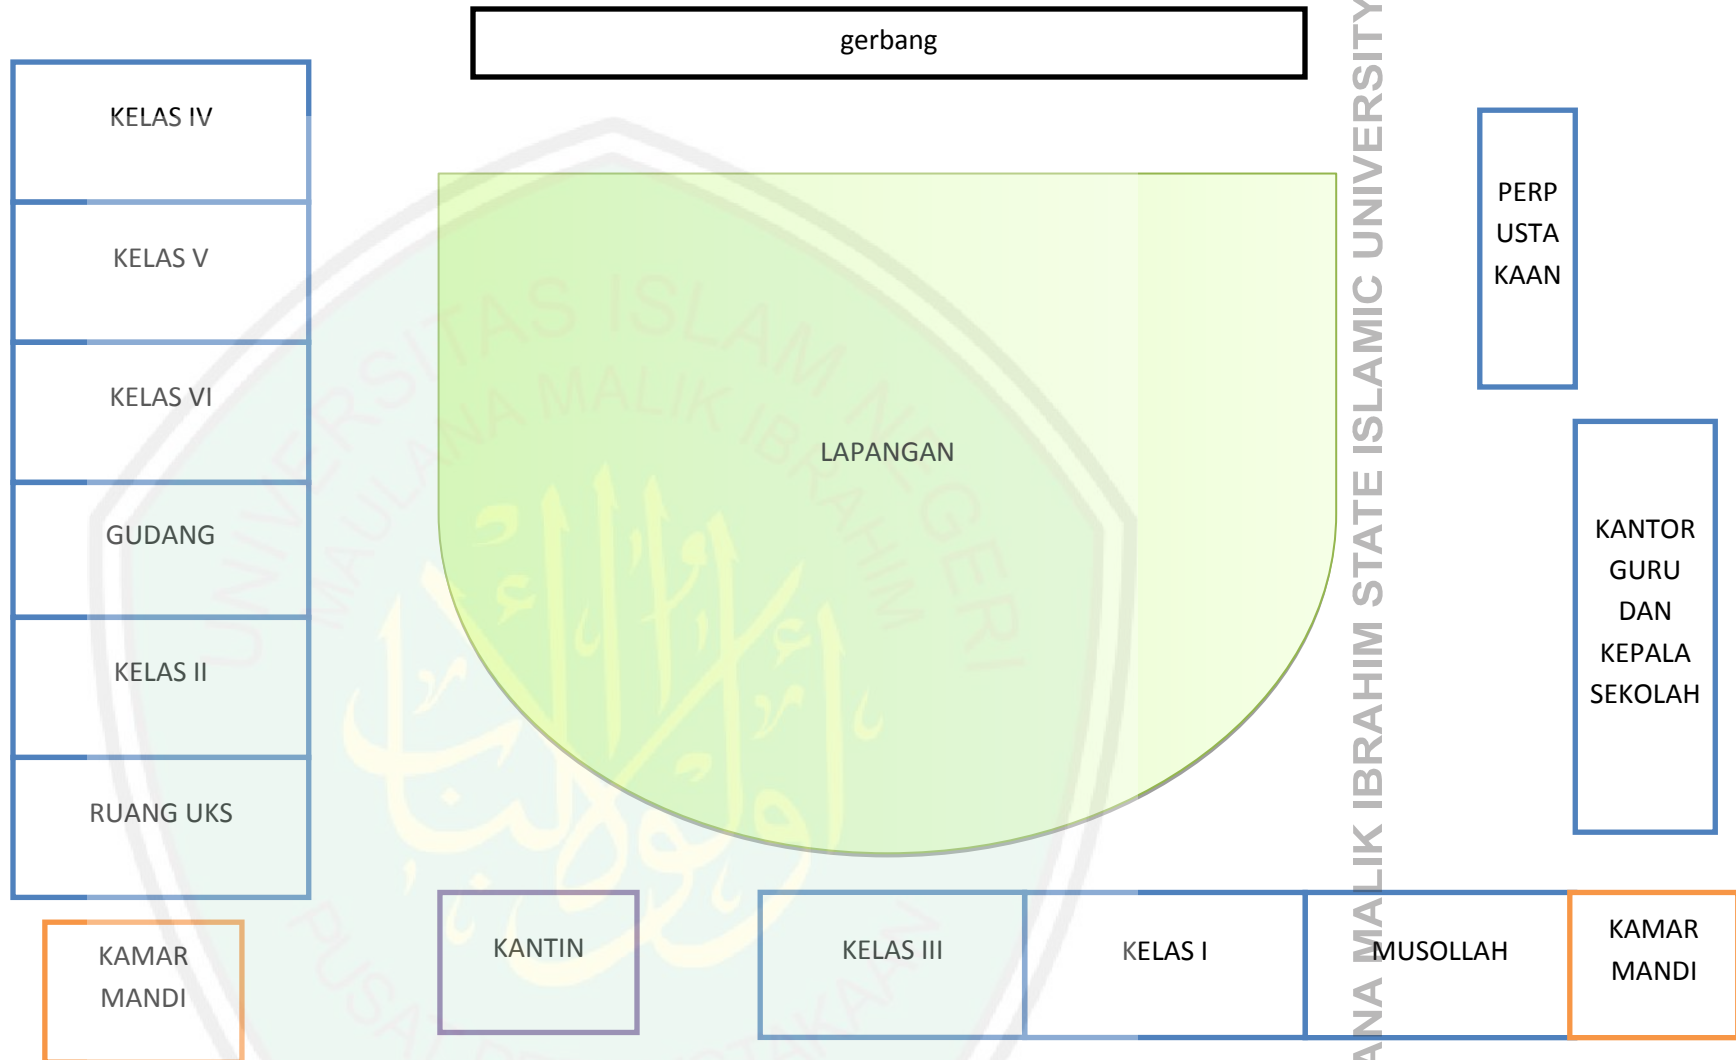 gerbang
KELAS IV
KELAS V
KELAS VI
GUDANG
KELAS II
RUANG UKS
KAMAR
MANDI
LAPANGAN
PERP
USTA
KAAN
KANTOR
GURU
DAN
KEPALA
SEKOLAH
KANTIN
KELAS III
KELAS I
MUSOLLAH
KAMAR
MANDI
UNIVERSITAS ISLAM NEGERI
MAULANA MALIK IBRAHIM
ANA MALIK IBRAHIM STATE ISLAMIC UNIVERSITY